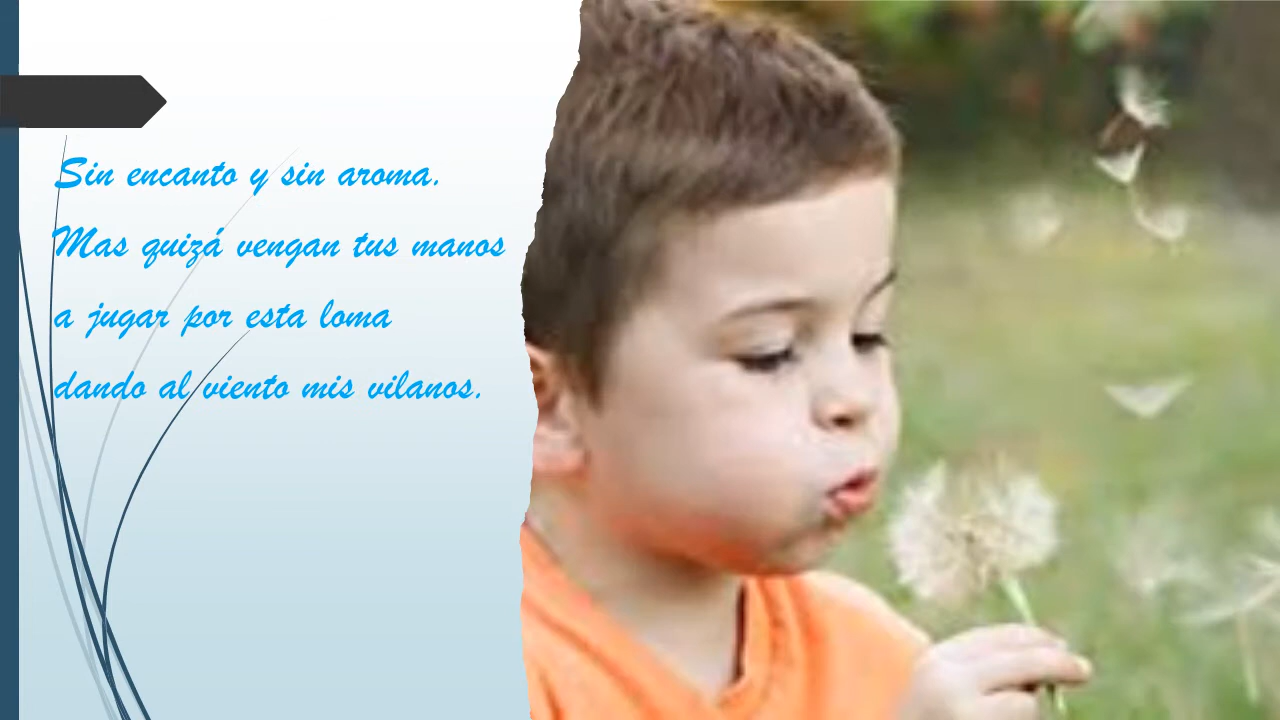 Sin encanto y sin aroma.
Mas quizá vengan tus manos
a jugar por esta loma
dando al viento mis vilanos.